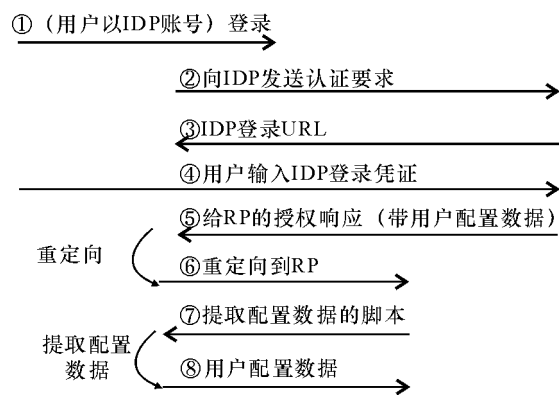 ①（用户以IDP账号）登录
②向IDP发送认证要求
③IDP登录URL
④用户输入IDP登录凭证
⑤给RP的授权响应（带用户配置数据）
重定向
⑥重定向到RP
⑦提取配置数据的脚本
提取配置
数据
⑧用户配置数据